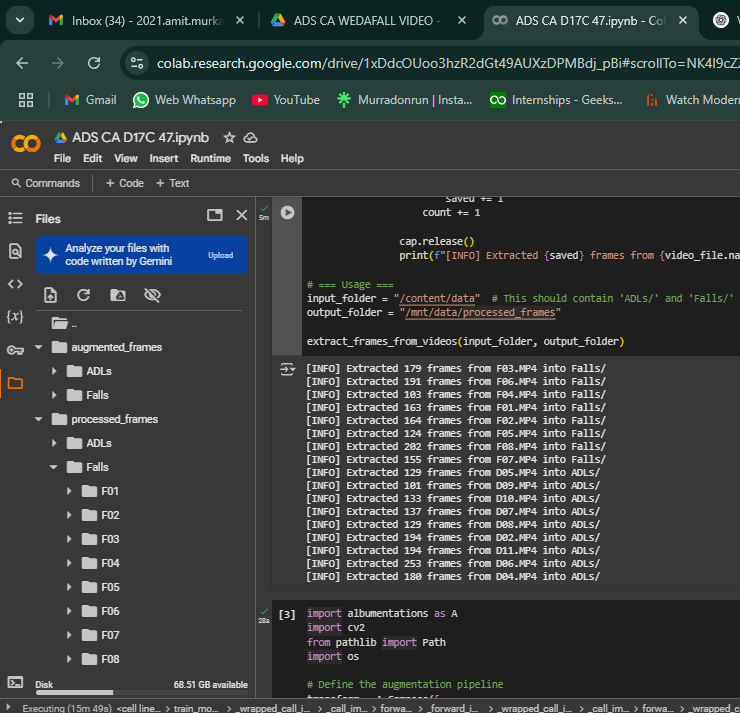 Inbox (34) - 2021.amit.murka
ADS CA WEDAFALL VIDEO -
ADS CA D17C 47.ipynb - Col
colab.research.google.com/drive/1xDdcOUoo3hzR2dGt49AUXzDPMBdj_pBi#scrollTo=NK4l9cZ
Gmail
Web Whatsapp
YouTube
Murradonrun | Insta...
Internships - Geeks...
Watch Modern
ADS CA D17C 47.ipynb
File Edit View Insert Runtime Tools Help
Commands + Code + Text
Files
Analyze your files with
code written by Gemini
Upload
..
augmented_frames
ADLs
Falls
processed_frames
ADLs
Falls
F01
F02
F03
F04
F05
F06
F07
F08
Disk
68.51 GB available
5m
saved += 1
count += 1
cap.release()
print(f"[INFO] Extracted {saved} frames from {video_file.na
# === Usage ===
input_folder = "/content/data" # This should contain 'ADLs/' and 'Falls/'
output_folder = "/mnt/data/processed_frames"
extract_frames_from_videos(input_folder, output_folder)
[INFO] Extracted 179 frames from F03.MP4 into Falls/
[INFO] Extracted 191 frames from F06.MP4 into Falls/
[INFO] Extracted 103 frames from F04.MP4 into Falls/
[INFO] Extracted 163 frames from F01.MP4 into Falls/
[INFO] Extracted 164 frames from F02.MP4 into Falls/
[INFO] Extracted 124 frames from F05.MP4 into Falls/
[INFO] Extracted 202 frames from F08.MP4 into Falls/
[INFO] Extracted 155 frames from F07.MP4 into Falls/
[INFO] Extracted 129 frames from D05.MP4 into ADLs/
[INFO] Extracted 101 frames from D09.MP4 into ADLs/
[INFO] Extracted 133 frames from D10.MP4 into ADLs/
[INFO] Extracted 137 frames from D07.MP4 into ADLs/
[INFO] Extracted 129 frames from D08.MP4 into ADLs/
[INFO] Extracted 194 frames from D02.MP4 into ADLs/
[INFO] Extracted 194 frames from D11.MP4 into ADLs/
[INFO] Extracted 253 frames from D06.MP4 into ADLs/
[INFO] Extracted 180 frames from D04.MP4 into ADLs/
28s
[3] import albumentations as A
import cv2
from pathlib import Path
import os
# Define the augmentation pipeline
transform = A.Compose([
Executing (15m 49s) <cell line... > train_mo... > _wrapped_call_i... > _call_im... > forwa... > _forward_i... > _wrapped_call_i... > _call_im... > forwa... > _wrapped_c